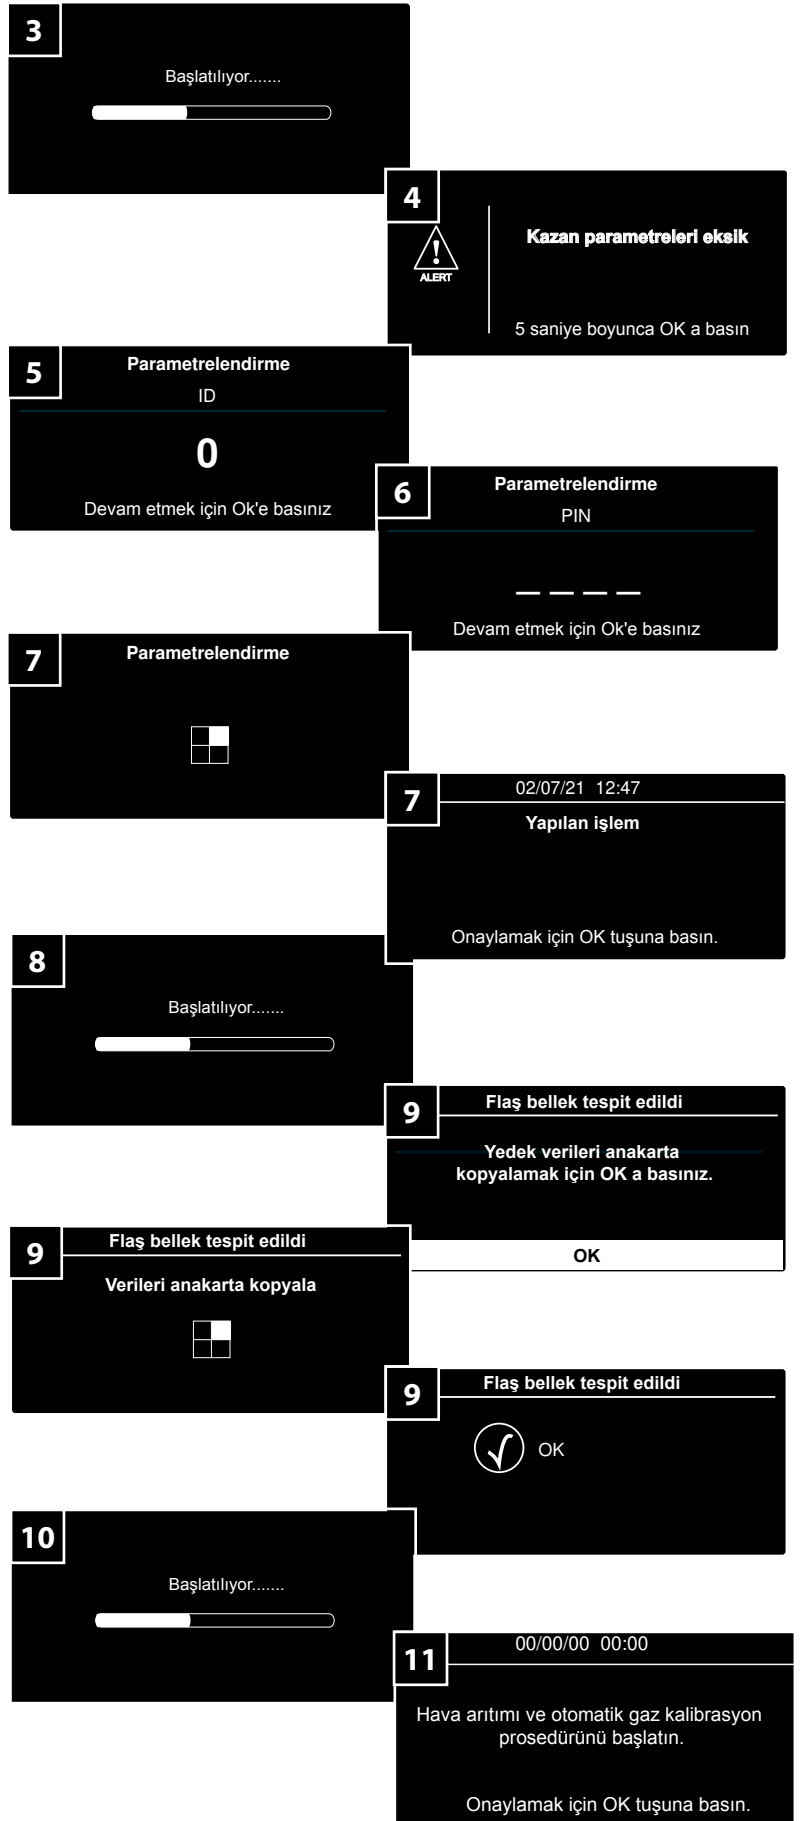 3
Başlatılıyor.......
4
ALERT
Kazan parametreleri eksik
5 saniye boyunca OK a basın
5
Parametrelendirme
ID
0
Devam etmek için Ok'e basınız
6
Parametrelendirme
PIN
_ _ _ _
Devam etmek için Ok'e basınız
7
Parametrelendirme
7
02/07/21 12:47
Yapılan işlem
Onaylamak için OK tuşuna basın.
8
Başlatılıyor.......
9
Flaş bellek tespit edildi
Yedek verileri anakarta
kopyalamak için OK a basınız.
OK
9
Flaş bellek tespit edildi
Verileri anakarta kopyala
9
Flaş bellek tespit edildi
OK
10
Başlatılıyor.......
11
00/00/00 00:00
Hava arıtımı ve otomatik gaz kalibrasyon
prosedürünü başlatın.
Onaylamak için OK tuşuna basın.